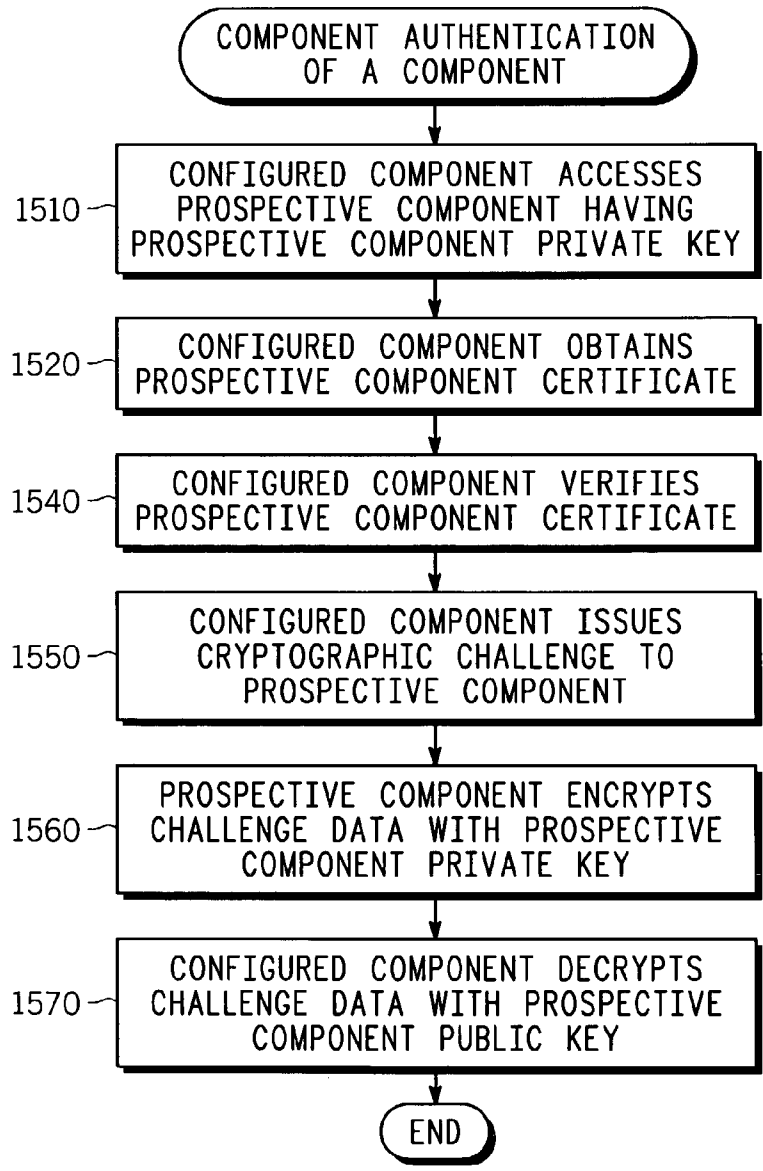 COMPONENT AUTHENTICATION
OF A COMPONENT
1510
CONFIGURED COMPONENT ACCESSES
PROSPECTIVE COMPONENT HAVING
PROSPECTIVE COMPONENT PRIVATE KEY
1520
CONFIGURED COMPONENT OBTAINS
PROSPECTIVE COMPONENT CERTIFICATE
1540
CONFIGURED COMPONENT VERIFIES
PROSPECTIVE COMPONENT CERTIFICATE
1550
CONFIGURED COMPONENT ISSUES
CRYPTOGRAPHIC CHALLENGE TO
PROSPECTIVE COMPONENT
1560
PROSPECTIVE COMPONENT ENCRYPTS
CHALLENGE DATA WITH PROSPECTIVE
COMPONENT PRIVATE KEY
1570
CONFIGURED COMPONENT DECRYPTS
CHALLENGE DATA WITH PROSPECTIVE
COMPONENT PUBLIC KEY
END